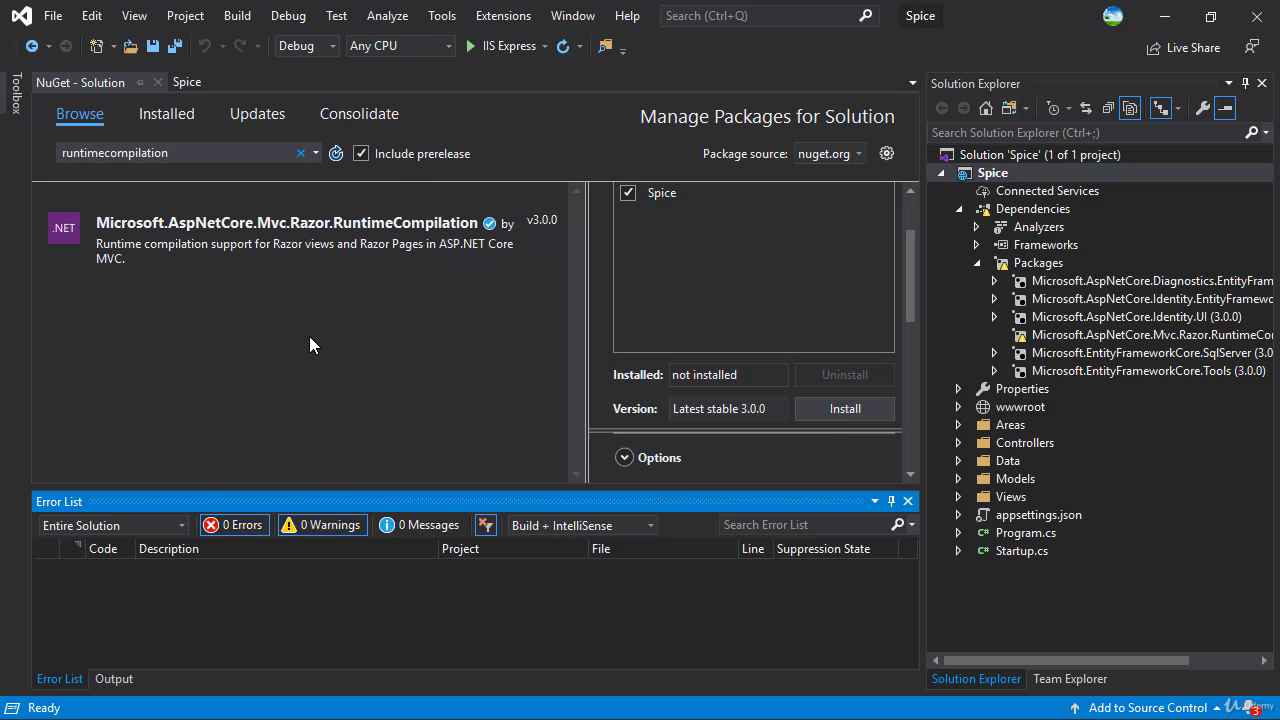 File Edit View Project Build Debug Test Analyze Tools Extensions Window Help Search (Ctrl+Q) Spice
Debug Any CPU IIS Express Live Share
Toolbox
NuGet - Solution Spice
Browse Installed Updates Consolidate Manage Packages for Solution
runtimecompilation Include prerelease Package source: nuget.org
.NET
Microsoft.AspNetCore.Mvc.Razor.RuntimeCompilation by v3.0.0
Runtime compilation support for Razor views and Razor Pages in ASP.NET Core
MVC.
Spice
Installed: not installed Uninstall
Version: Latest stable 3.0.0 Install
Options
Error List
Entire Solution 0 Errors 0 Warnings 0 Messages Build + IntelliSense Search Error List
Code Description Project File Line Suppression State
Error List Output
Solution Explorer
Search Solution Explorer (Ctrl+;)
Solution 'Spice' (1 of 1 project)
Spice
Connected Services
Dependencies
Analyzers
Frameworks
Packages
Microsoft.AspNetCore.Diagnostics.EntityFram
Microsoft.AspNetCore.Identity.EntityFramewo
Microsoft.AspNetCore.Identity.UI (3.0.0)
Microsoft.AspNetCore.Mvc.Razor.RuntimeCor
Microsoft.EntityFrameworkCore.SqlServer (3.0
Microsoft.EntityFrameworkCore.Tools (3.0.0)
Properties
wwwroot
Areas
Controllers
Data
Models
Views
appsettings.json
Program.cs
Startup.cs
Solution Explorer Team Explorer
Ready Add to Source Control 3
Udemy